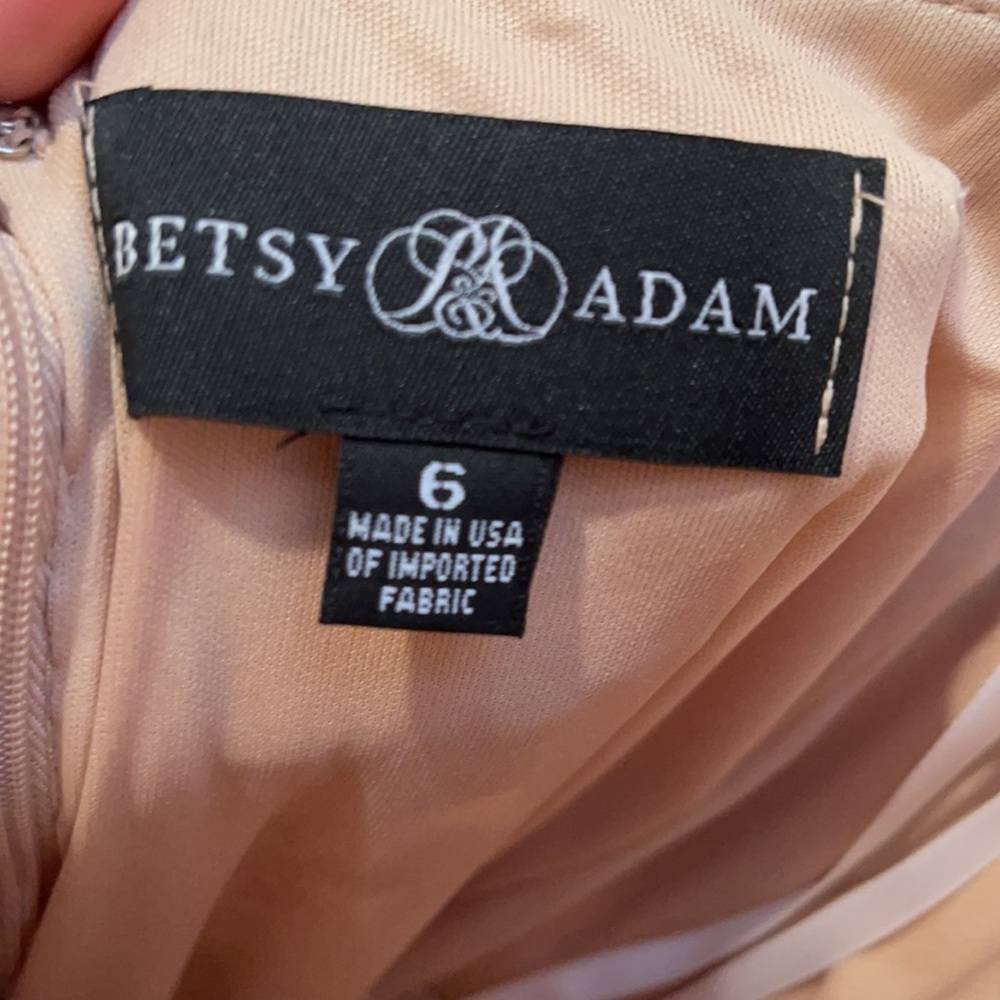 BETSY B&A ADAM
6
MADE IN USA
OF IMPORTED
FABRIC